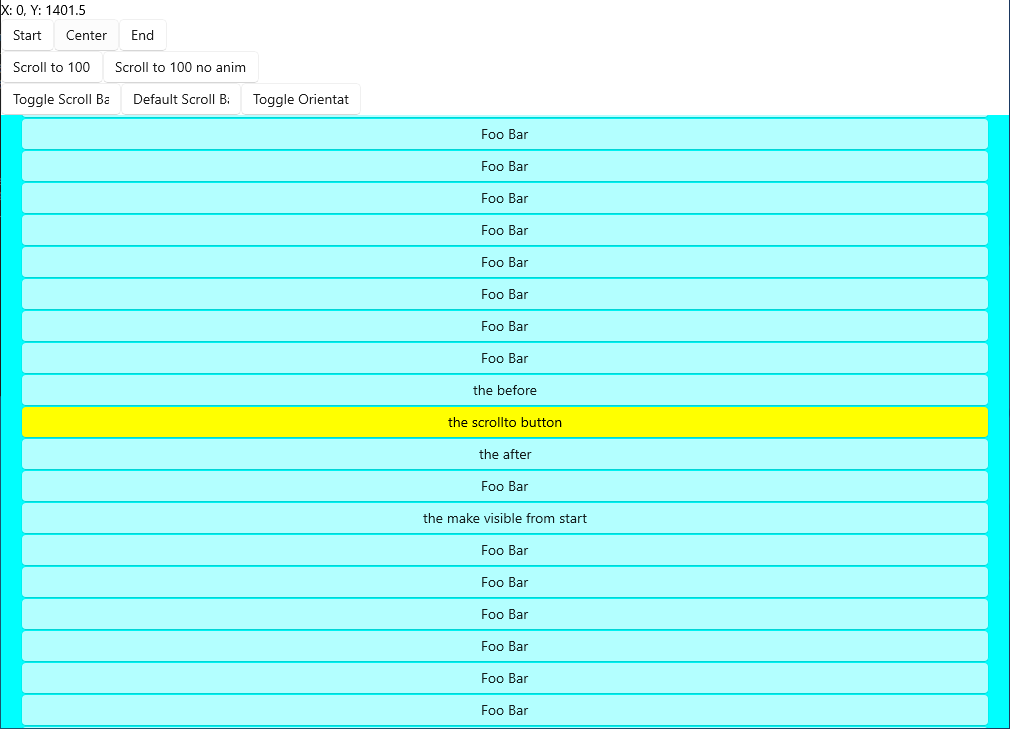 X: 0, Y: 1401.5
Start Center End
Scroll to 100 Scroll to 100 no anim
Toggle Scroll Ba Default Scroll Ba Toggle Orientat
Foo Bar
Foo Bar
Foo Bar
Foo Bar
Foo Bar
Foo Bar
Foo Bar
Foo Bar
the before
the scrollto button
the after
Foo Bar
the make visible from start
Foo Bar
Foo Bar
Foo Bar
Foo Bar
Foo Bar
Foo Bar